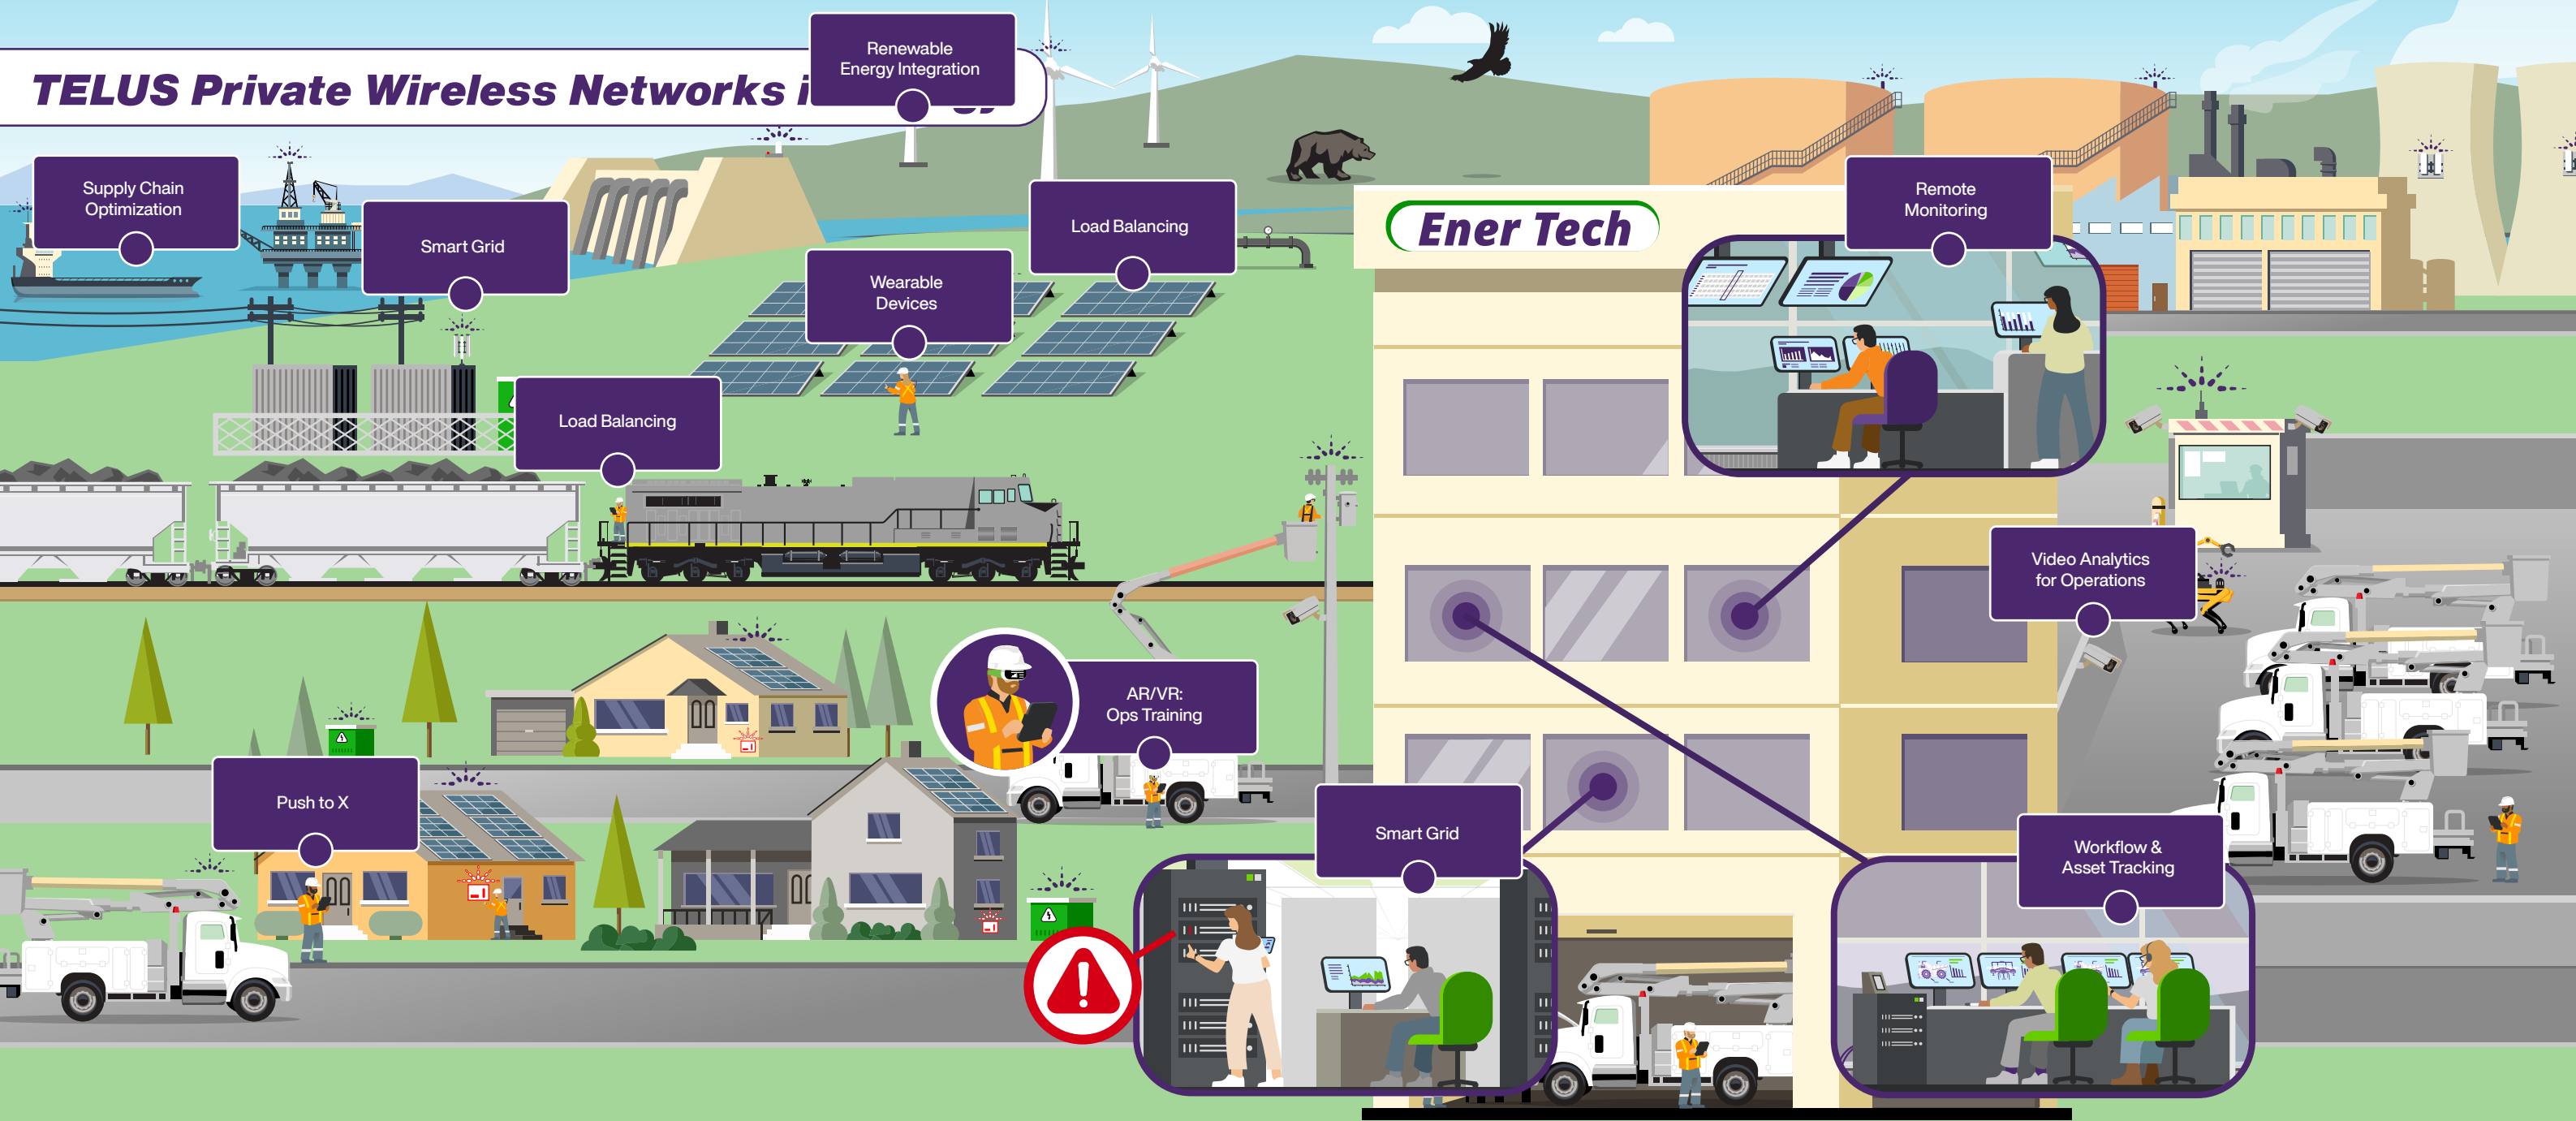 TELUS Private Wireless Networks i
Renewable
Energy Integration
Supply Chain
Optimization
Smart Grid
Load Balancing
Wearable
Devices
Ener Tech
Remote
Monitoring
Load Balancing
Video Analytics
for Operations
AR/VR:
Ops Training
Push to X
Smart Grid
Workflow &
Asset Tracking